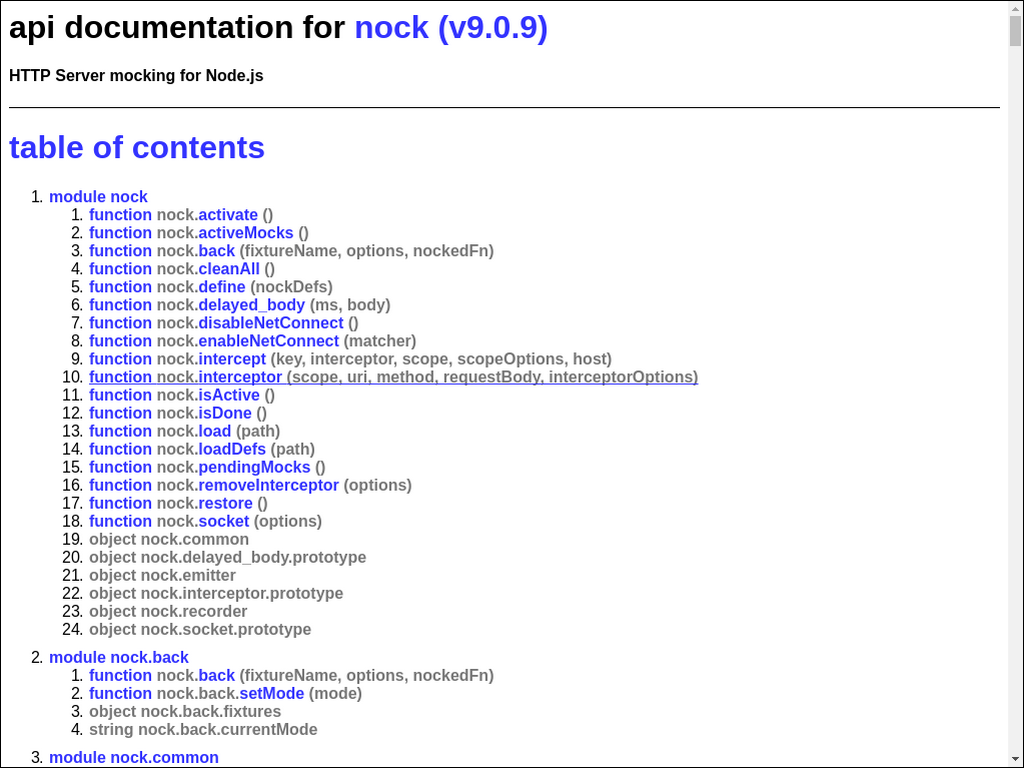 api documentation for nock (v9.0.9)
HTTP Server mocking for Node.js
table of contents
1. module nock
1. function nock.activate ()
2. function nock.activeMocks ()
3. function nock.back (fixtureName, options, nockedFn)
4. function nock.cleanAll ()
5. function nock.define (nockDefs)
6. function nock.delayed_body (ms, body)
7. function nock.disableNetConnect ()
8. function nock.enableNetConnect (matcher)
9. function nock.intercept (key, interceptor, scope, scopeOptions, host)
10. function nock.interceptor (scope, uri, method, requestBody, interceptorOptions)
11. function nock.isActive ()
12. function nock.isDone ()
13. function nock.load (path)
14. function nock.loadDefs (path)
15. function nock.pendingMocks ()
16. function nock.removeInterceptor (options)
17. function nock.restore ()
18. function nock.socket (options)
19. object nock.common
20. object nock.delayed_body.prototype
21. object nock.emitter
22. object nock.interceptor.prototype
23. object nock.recorder
24. object nock.socket.prototype
2. module nock.back
1. function nock.back (fixtureName, options, nockedFn)
2. function nock.back.setMode (mode)
3. object nock.back.fixtures
4. string nock.back.currentMode
3. module nock.common